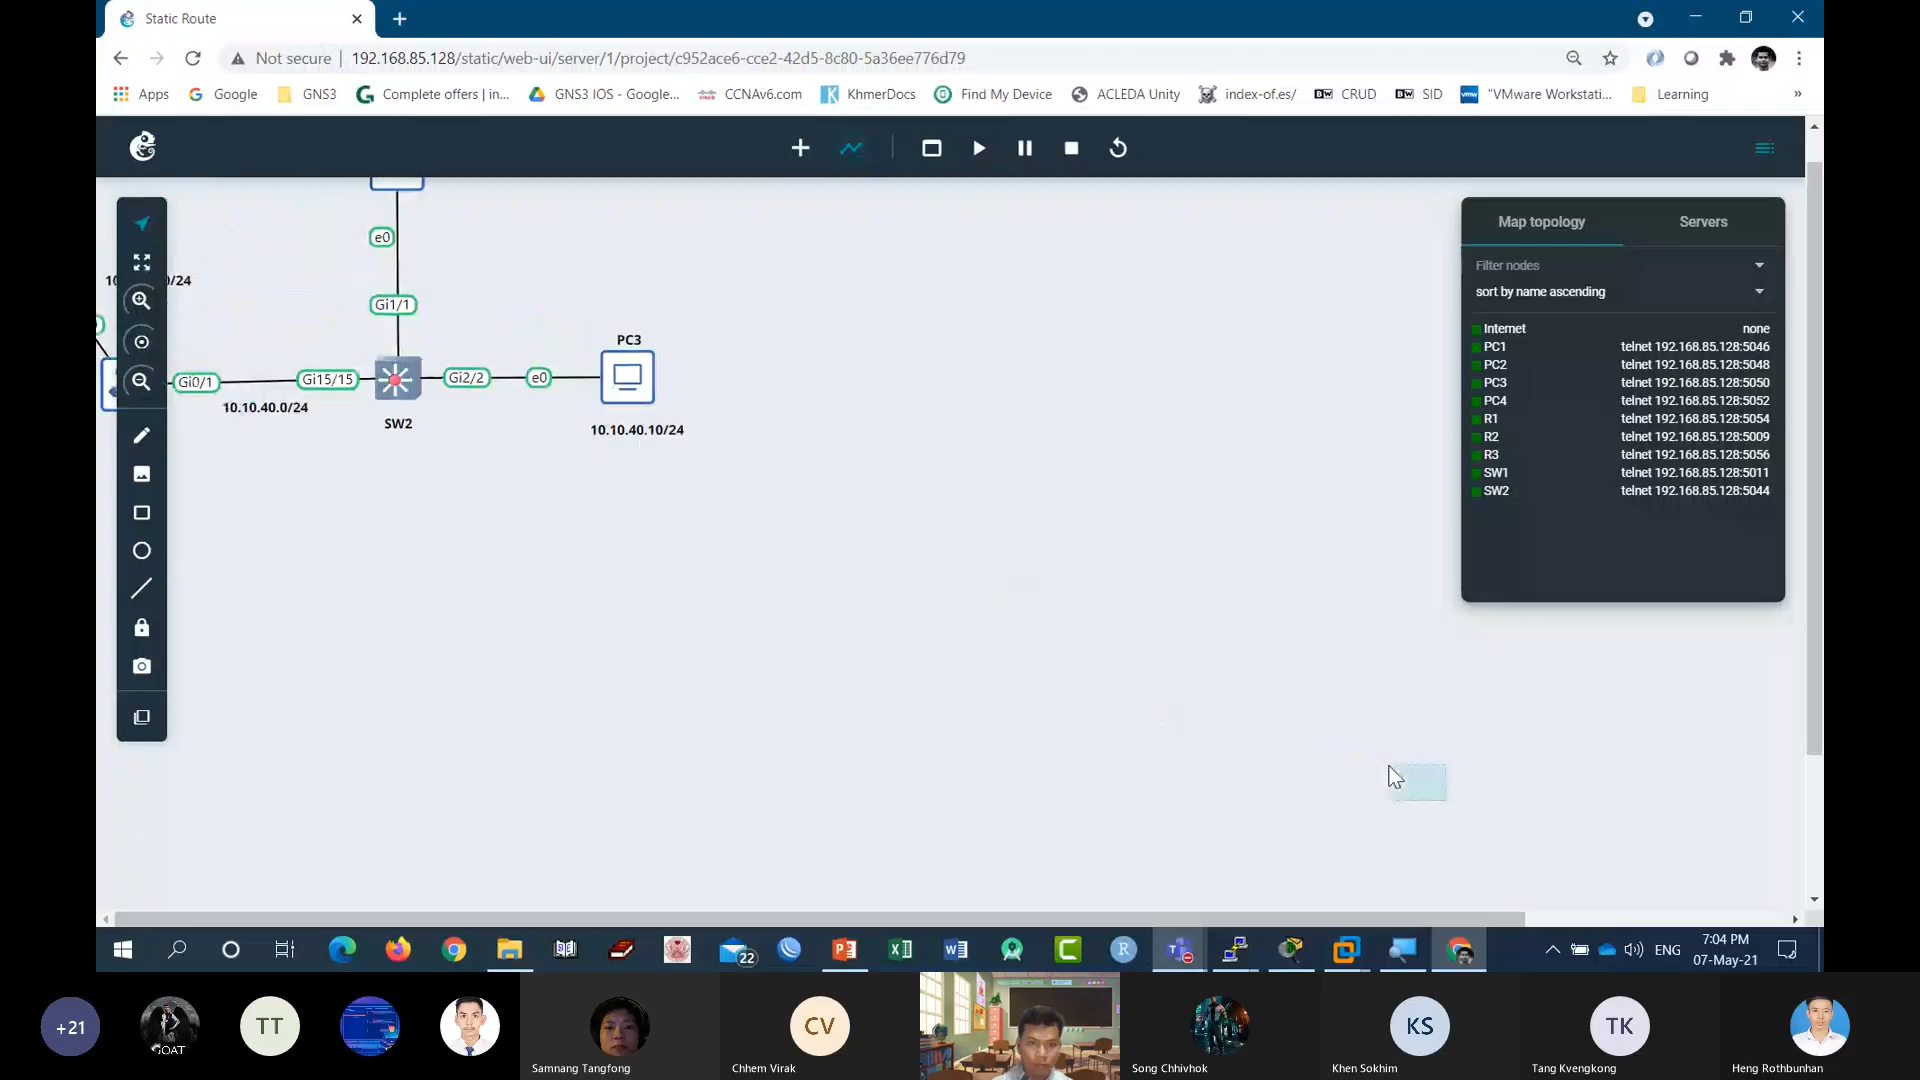 Static Route
Not secure
192.168.85.128/static/web-ui/server/1/project/c952ace6-cce2-42d5-8c80-5a36ee776d79
Apps
Google
GNS3
Complete offers | in...
GNS3 IOS - Google...
CCNAv6.com
KhmerDocs
Find My Device
ACLEDA Unity
index-of.es/
CRUD
SID
"VMware Workstati...
Learning
»
Map topology
Servers
Filter nodes
sort by name ascending
Internet none
PC1 telnet 192.168.85.128:5046
PC2 telnet 192.168.85.128:5048
PC3 telnet 192.168.85.128:5050
PC4 telnet 192.168.85.128:5052
R1 telnet 192.168.85.128:5054
R2 telnet 192.168.85.128:5009
R3 telnet 192.168.85.128:5056
SW1 telnet 192.168.85.128:5011
SW2 telnet 192.168.85.128:5044
e0
Gi1/1
PC3
Gi0/1
Gi15/15
Gi2/2
e0
10.10.40.0/24
SW2
10.10.40.10/24
22
ENG
7:04 PM
07-May-21
+21
TT
CV
KS
TK
Samnang Tangfong
Chhem Virak
Song Chhivhok
Khen Sokhim
Tang Kvengkong
Heng Rothbunhan